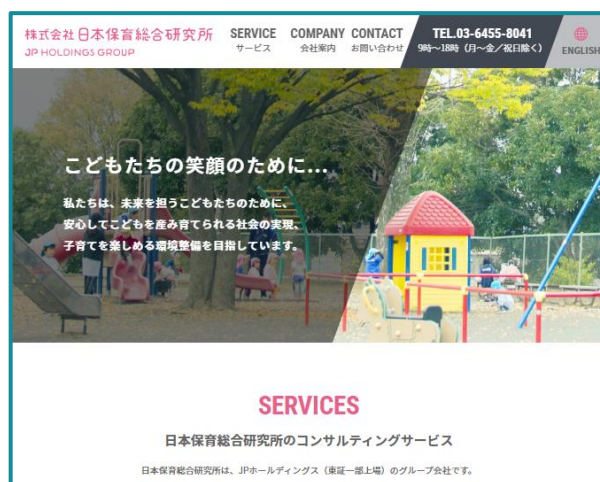 株式会社日本保育総合研究所
JP HOLDINGS GROUP
SERVICE
サービス
COMPANY
会社案内
CONTACT
お問い合わせ
TEL.03-6455-8041
9時～18時（月～金／祝日除く）
ENGLISH
こどもたちの笑顔のために...
私たちは、未来を担うこどもたちのために、
安心してこどもを産み育てられる社会の実現、
子育てを楽しめる環境整備を目指しています。
SERVICES
日本保育総合研究所のコンサルティングサービス
日本保育総合研究所は、JPホールディングス（東証一部上場）のグループ会社です。